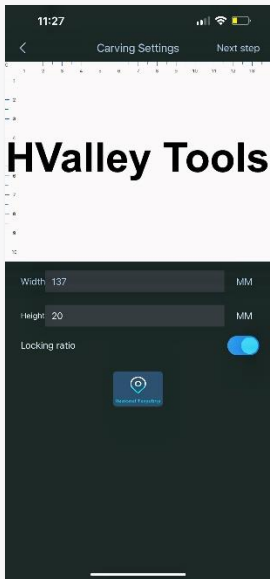 11:27
Carving Settings
Next step
HValley Tools
Width 137 MM
Height 20 MM
Locking ratio